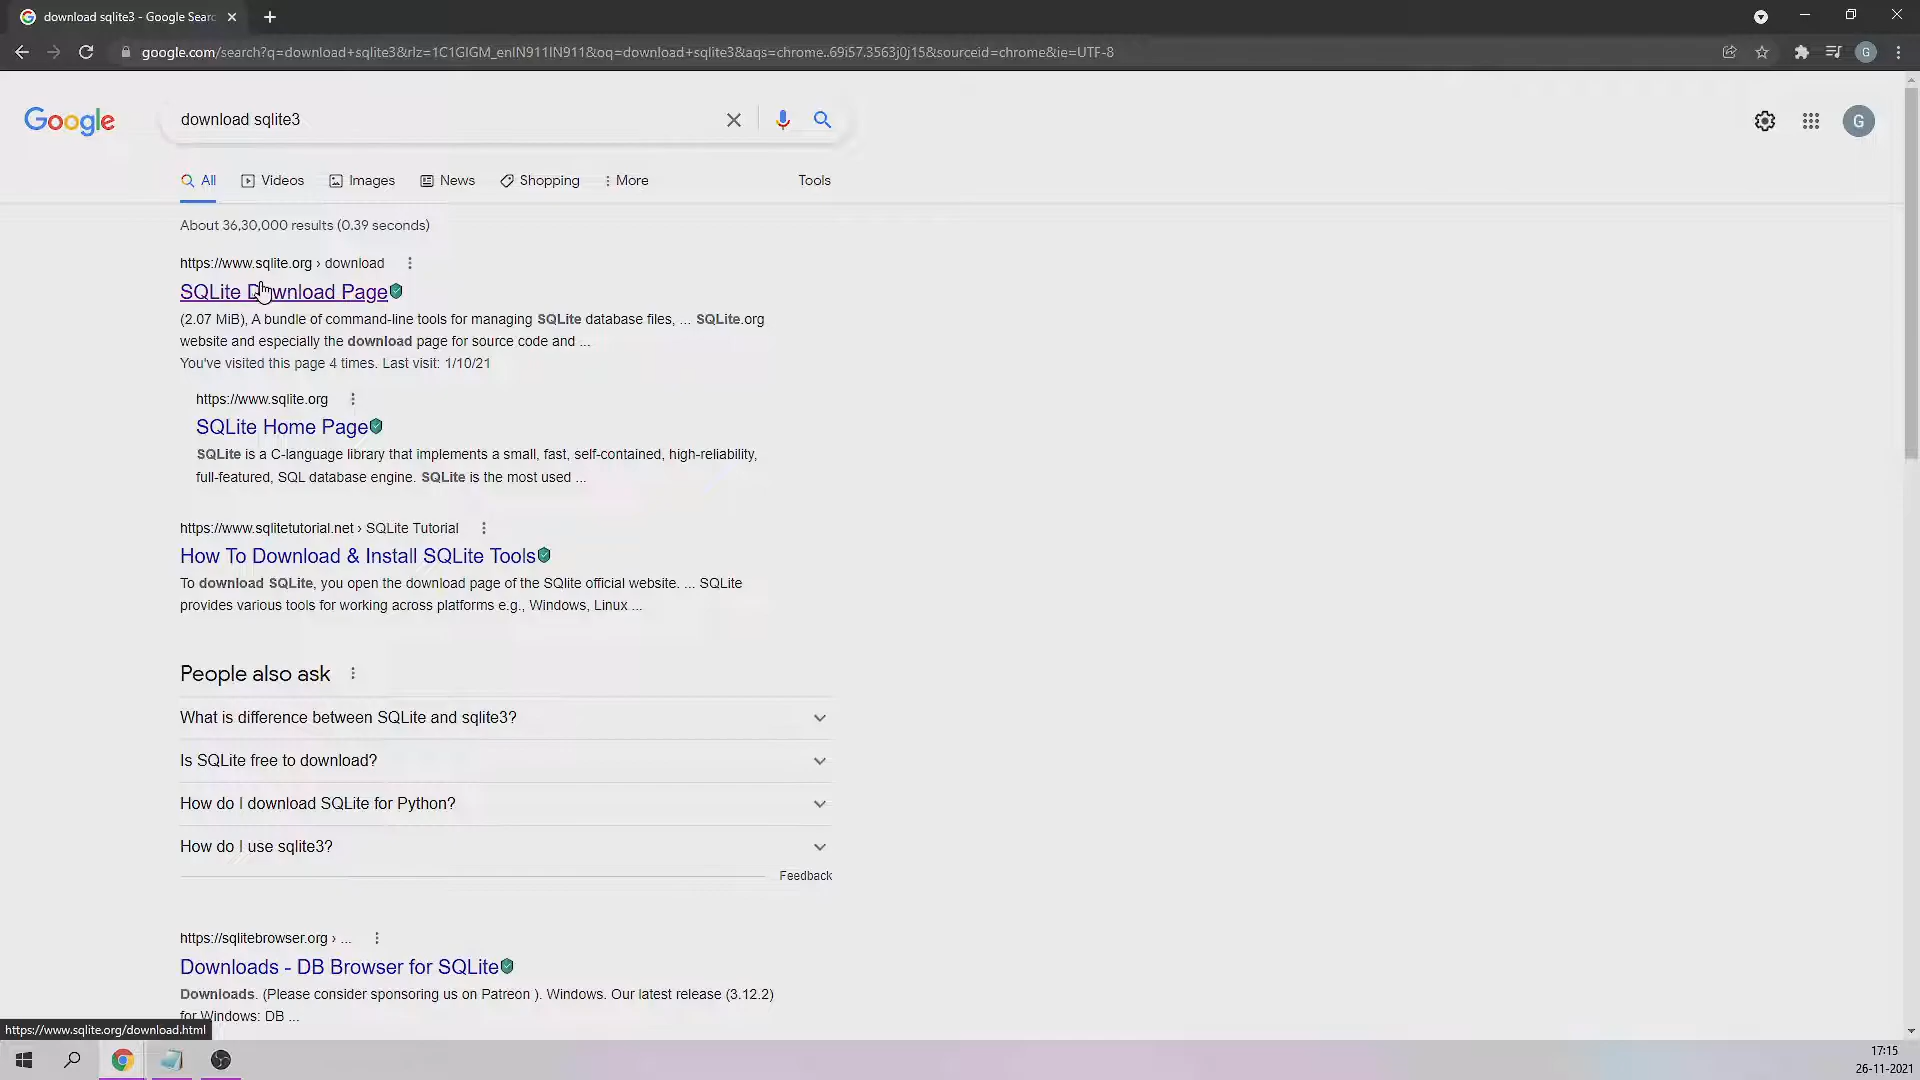 download sqlite3 - Google Searc
google.com/search?q=download+sqlite3&rlz=1C1GIGM_enIN911IN911&oq=download+sqlite3&aqs=chrome..69i57.3563j0j15&sourceid=chrome&ie=UTF-8
G
Google
download sqlite3
G
All
Videos
Images
News
Shopping
More
Tools
About 36,30,000 results (0.39 seconds)
https://www.sqlite.org › download
SQLite Download Page
(2.07 MiB), A bundle of command-line tools for managing SQLite database files, ... SQLite.org
website and especially the download page for source code and ...
You've visited this page 4 times. Last visit: 1/10/21
https://www.sqlite.org
SQLite Home Page
SQLite is a C-language library that implements a small, fast, self-contained, high-reliability,
full-featured, SQL database engine. SQLite is the most used ...
https://www.sqlitetutorial.net › SQLite Tutorial
How To Download & Install SQLite Tools
To download SQLite, you open the download page of the SQlite official website. ... SQLite
provides various tools for working across platforms e.g., Windows, Linux ...
People also ask
What is difference between SQLite and sqlite3?
Is SQLite free to download?
How do I download SQLite for Python?
How do I use sqlite3?
Feedback
https://sqlitebrowser.org › ...
Downloads - DB Browser for SQLite
Downloads. (Please consider sponsoring us on Patreon ). Windows. Our latest release (3.12.2)
for Windows: DB ...
https://www.sqlite.org/download.html
17:15
26-11-2021